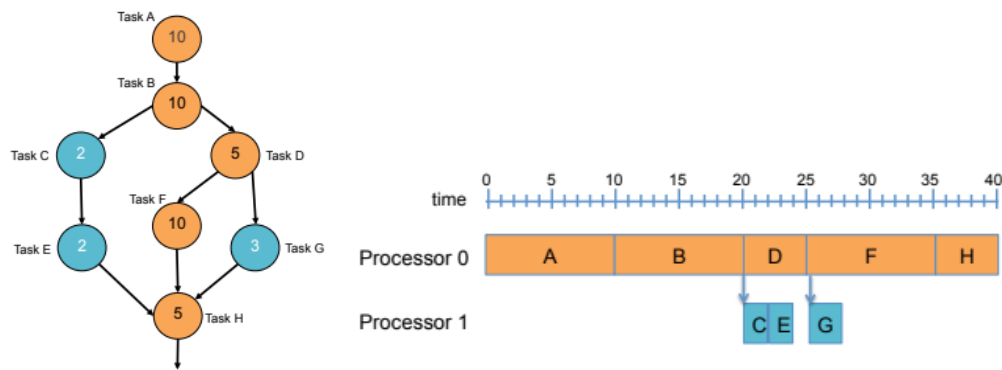 Task A
10
Task B
10
Task C
2
5
Task D
Task F
10
Task E
2
3
Task G
5
Task H
time
0 5 10 15 20 25 30 35 40
Processor 0
A B D F H
Processor 1
C E G